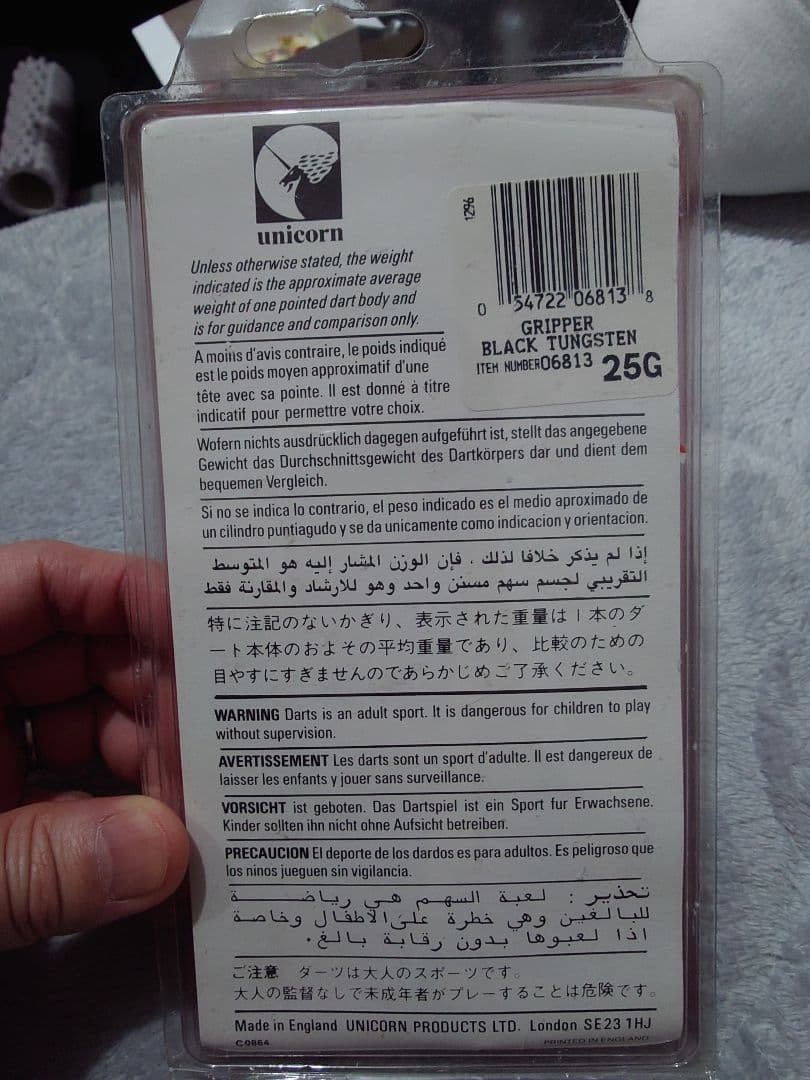 unicorn
Unless otherwise stated, the weight
indicated is the approximate average
weight of one pointed dart body and
is for guidance and comparison only.
1296
0 54722 06813 8
GRIPPER
BLACK TUNGSTEN
ITEM NUMBER06813 25G
A moins d'avis contraire, le poids indiqué
est le poids moyen approximatif d'une
tête avec sa pointe. Il est donné à titre
indicatif pour permettre votre choix.
Wofern nichts ausdrücklich dagegen aufgeführt ist, stellt das angegebene
Gewicht das Durchschnittsgewicht des Dartkörpers dar und dient dem
bequemen Vergleich.
Si no se indica lo contrario, el peso indicado es el medio aproximado de
un cilindro puntiagudo y se da unicamente como indicacion y orientacion.
إذا لم يذكر خلافا لذلك ، فإن الوزن المشار إليه هو المتوسط
التقريبي لجسم سهم مسنن واحد وهو للارشاد والمقارنة فقط
特に注記のないかぎり、表示された重量は1本のダ
ート本体のおよその平均重量であり、比較のための
目やすにすぎませんのであらかじめご了承ください。
WARNING Darts is an adult sport. It is dangerous for children to play
without supervision.
AVERTISSEMENT Les darts sont un sport d'adulte. Il est dangereux de
laisser les enfants y jouer sans surveillance.
VORSICHT ist geboten. Das Dartspiel ist ein Sport fur Erwachsene.
Kinder sollten ihn nicht ohne Aufsicht betreiben.
PRECAUCION El deporte de los dardos es para adultos. Es peligroso que
los ninos jueguen sin vigilancia.
تحذير : لعبة السهم هي رياضة
للبالغين وهي خطرة على الاطفال وخاصة
اذا لعبوها بدون رقابة بالغ.
ご注意 ダーツは大人のスポーツです。
大人の監督なしで未成年者がプレーすることは危険です。
Made in England UNICORN PRODUCTS LTD. London SE23 1HJ
C0864 PRINTED IN ENGLAND